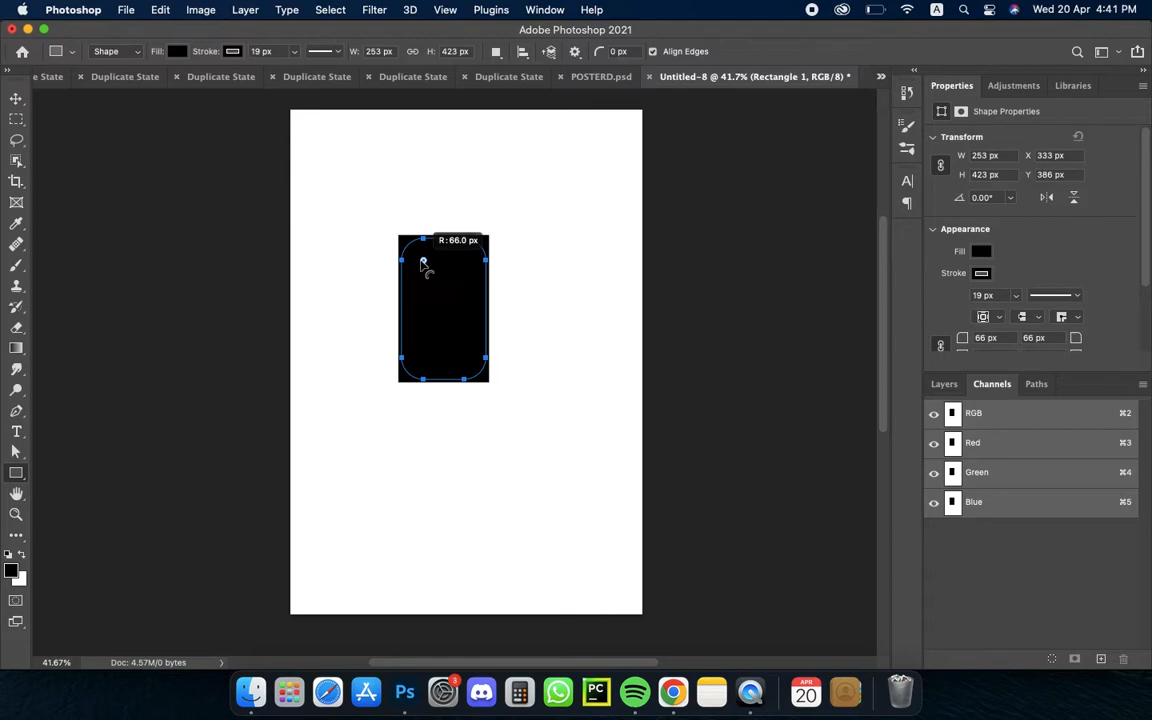 Photoshop File Edit Image Layer Type Select Filter 3D View Plugins Window Help A Wed 20 Apr 4:41 PM
Adobe Photoshop 2021
Shape Fill: Stroke: 19 px W: 253 px H: 423 px 0 px Align Edges
e State Duplicate State Duplicate State Duplicate State Duplicate State Duplicate State POSTERD.psd Untitled-8 @ 41.7% (Rectangle 1, RGB/8) *
Properties Adjustments Libraries
Shape Properties
Transform
W 253 px X 333 px
H 423 px Y 386 px
0.00°
Appearance
Fill
Stroke
19 px
66 px 66 px
R: 66.0 px
Layers Channels Paths
RGB ⌘2
Red ⌘3
Green ⌘4
Blue ⌘5
41.67% Doc: 4.57M/0 bytes
3
Ps
PC
APR
20